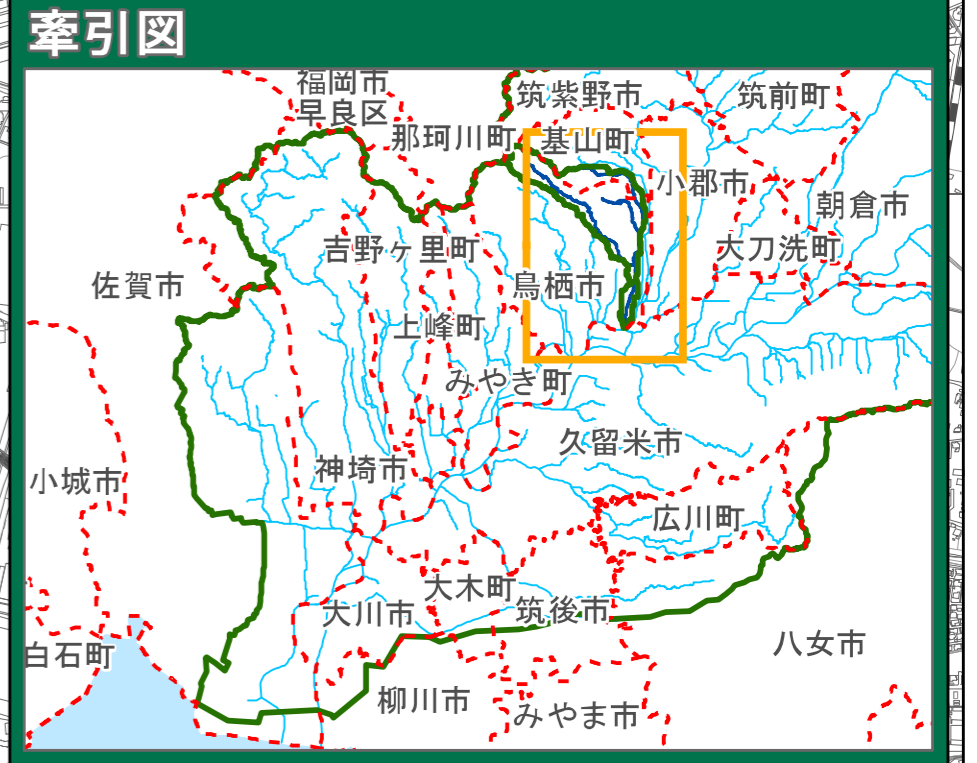 牽引図
福岡市
早良区
筑紫野市
筑前町
那珂川町
基山町
小郡市
朝倉市
吉野ヶ里町
大刀洗町
佐賀市
鳥栖市
上峰町
みやき町
久留米市
神埼市
小城市
広川町
大木町
大川市
筑後市
八女市
白石町
柳川市
みやま市